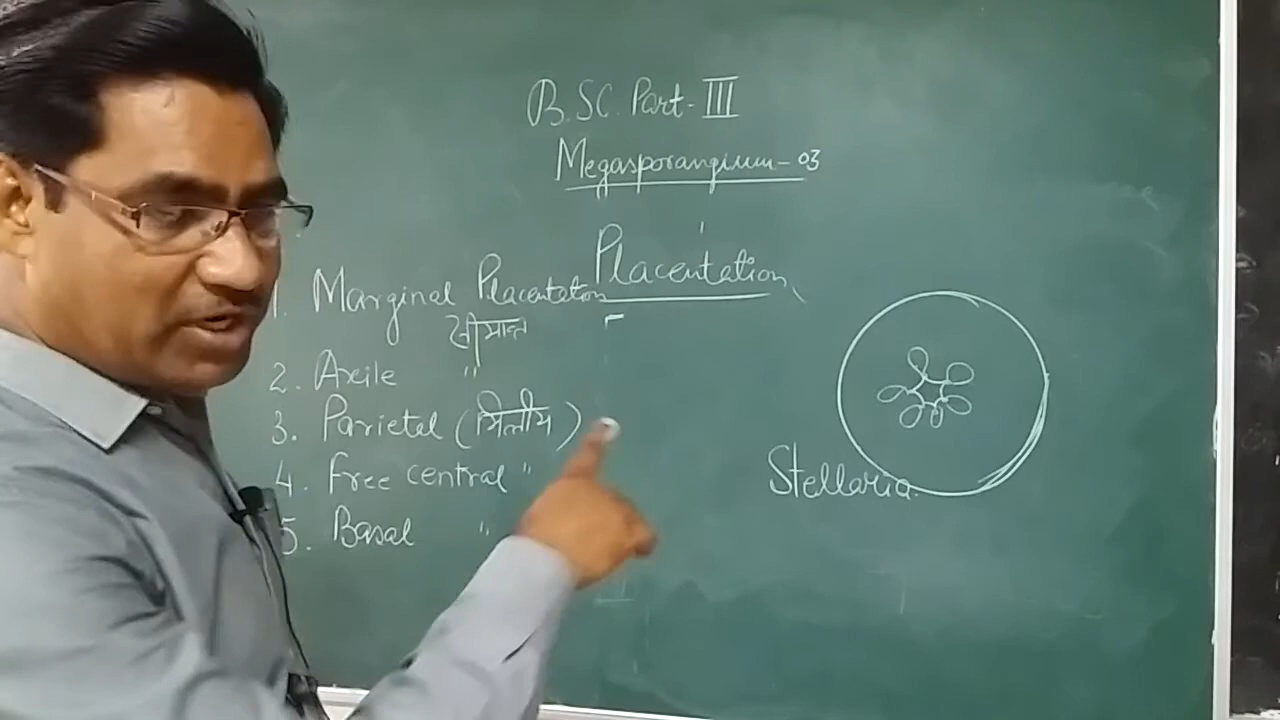 B.SC. Part-III
Megasporangium-03
Placentation
1. Marginal Placentation
सीमान्त
2. Axile "
3. Parietal (भित्तीय)
4. Free central "
5. Basal "
Stellaria